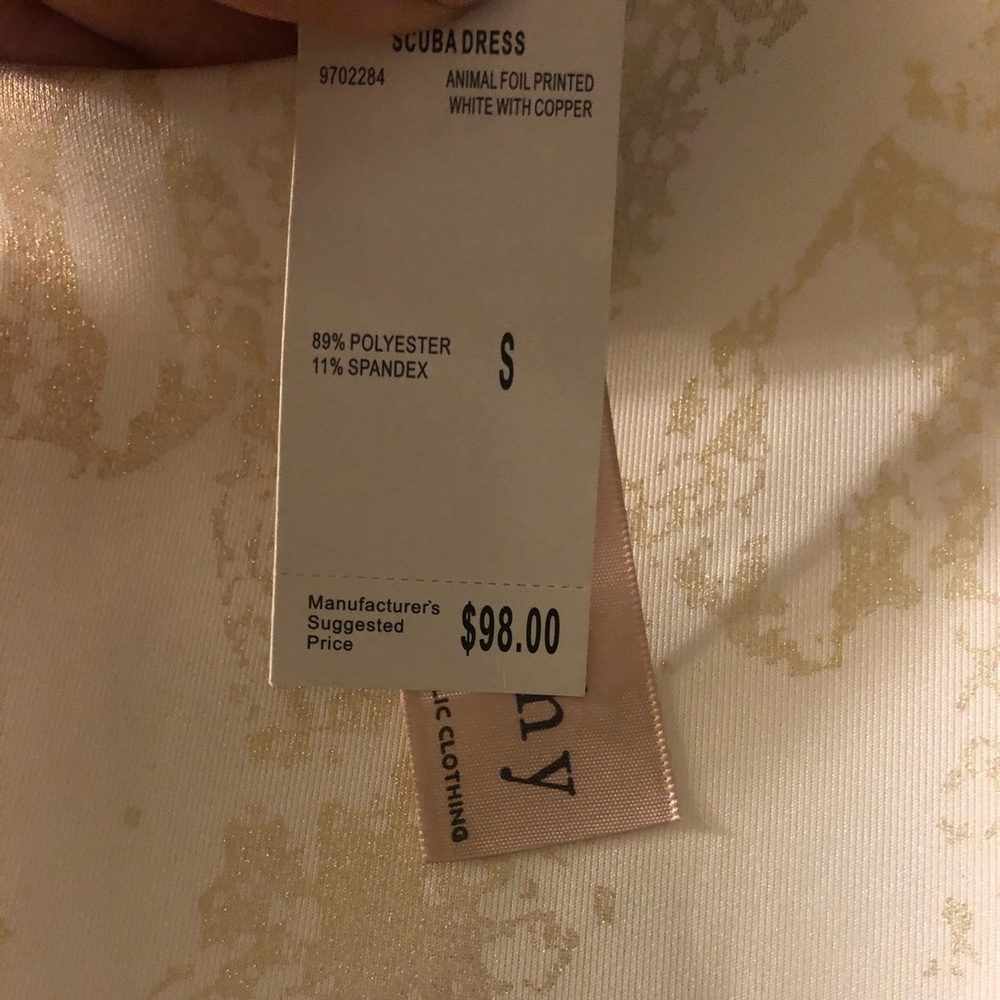 SCUBA DRESS
9702284
ANIMAL FOIL PRINTED
WHITE WITH COPPER
89% POLYESTER
11% SPANDEX
S
Manufacturer's
Suggested
Price
$98.00
ny
LIC CLOTHING